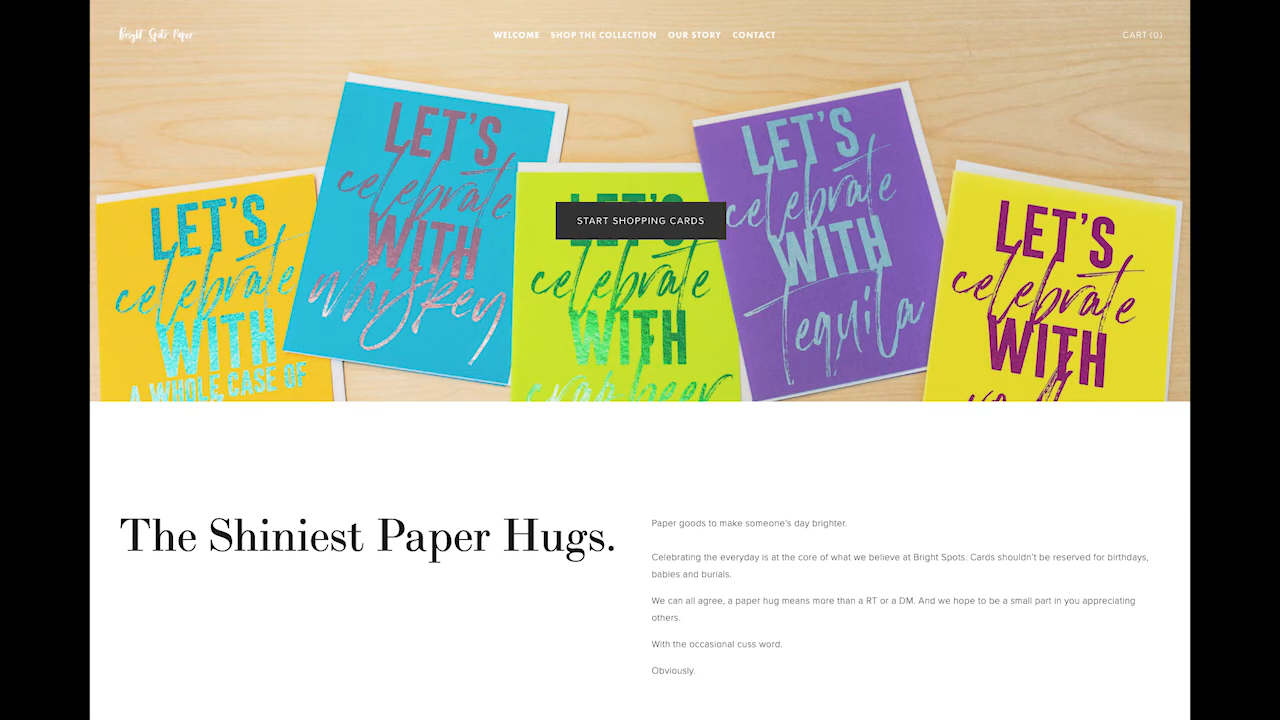 Bright Spots Paper
WELCOME SHOP THE COLLECTION OUR STORY CONTACT
CART (0)
LET'S
celebrate
WITH
A WHOLE CASE OF
LET'S
celebrate
WITH
whiskey
LET'S
celebrate
WITH
START SHOPPING CARDS
LET'S
celebrate
WITH
Tequila
LET'S
celebrate
WITH
The Shiniest Paper Hugs.
Paper goods to make someone's day brighter.
Celebrating the everyday is at the core of what we believe at Bright Spots. Cards shouldn't be reserved for birthdays,
babies and burials.
We can all agree, a paper hug means more than a RT or a DM. And we hope to be a small part in you appreciating
others.
With the occasional cuss word.
Obviously.